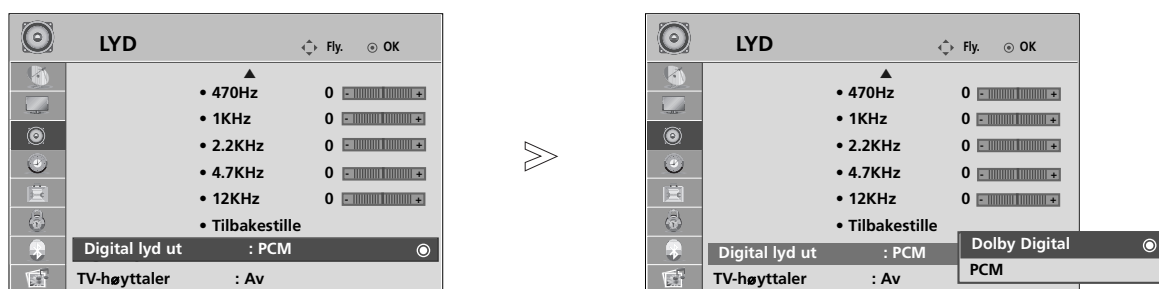 LYD Fly. OK
▲
• 470Hz 0 - +
• 1KHz 0 - +
• 2.2KHz 0 - +
• 4.7KHz 0 - +
• 12KHz 0 - +
• Tilbakestille
Digital lyd ut : PCM
TV-høyttaler : Av
LYD Fly. OK
▲
• 470Hz 0 - +
• 1KHz 0 - +
• 2.2KHz 0 - +
• 4.7KHz 0 - +
• 12KHz 0 - +
• Tilbakestille
Digital lyd ut : PCM
Dolby Digital
PCM
TV-høyttaler : Av